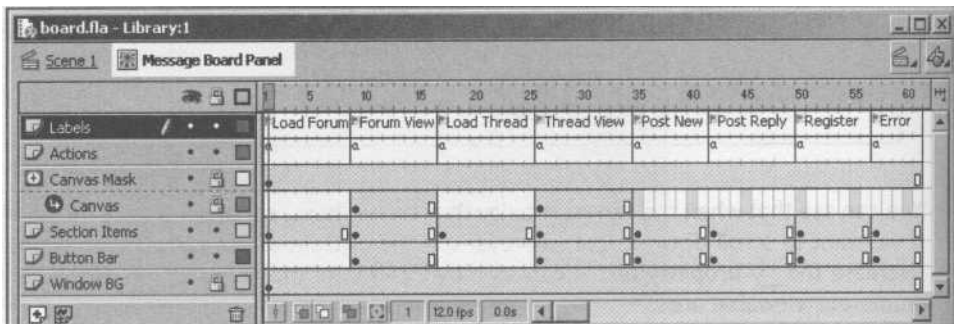 board.fla - Library:1
Scene 1 Message Board Panel
1 5 10 15 20 25 30 35 40 45 50 55 60
Labels Load Forum Forum View Load Thread Thread View Post New Post Reply Register Error
Actions a a a a a a a a
Canvas Mask
Canvas
Section Items
Button Bar
Window BG
1 12.0 fps 0.0s